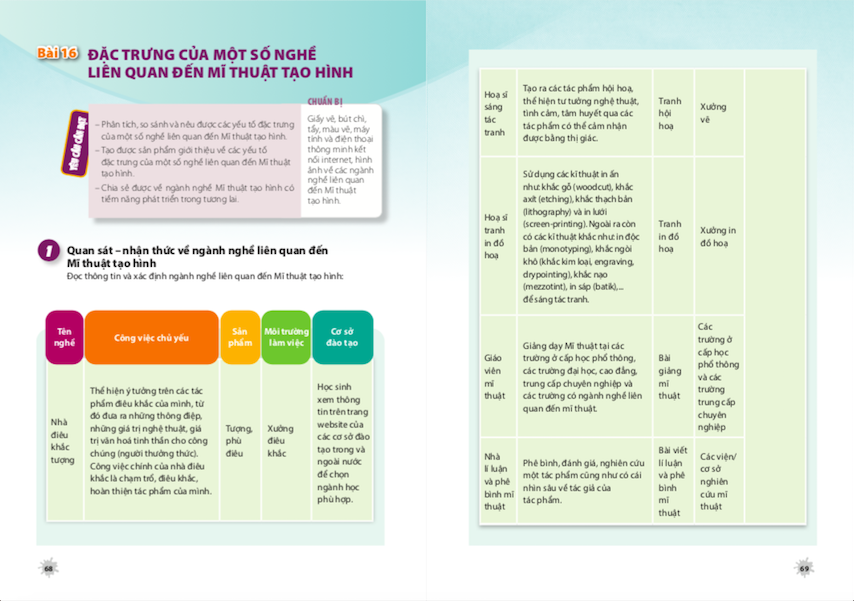 Bài 16
ĐẶC TRƯNG CỦA MỘT SỐ NGHỀ
LIÊN QUAN ĐẾN MĨ THUẬT TẠO HÌNH
YÊU CẦU CẦN ĐẠT
– Phân tích, so sánh và nêu được các yếu tố đặc trưng
của một số nghề liên quan đến Mĩ thuật tạo hình.
– Tạo được sản phẩm giới thiệu về các yếu tố
đặc trưng của một số nghề liên quan đến Mĩ thuật
tạo hình.
– Chia sẻ được về ngành nghề Mĩ thuật tạo hình có
tiềm năng phát triển trong tương lai.
CHUẨN BỊ
Giấy vẽ, bút chì,
tẩy, màu vẽ, máy
tính và điện thoại
thông minh kết
nối internet, hình
ảnh về các ngành
nghề liên quan
đến Mĩ thuật
tạo hình.
1
Quan sát – nhận thức về ngành nghề liên quan đến
Mĩ thuật tạo hình
Đọc thông tin và xác định ngành nghề liên quan đến Mĩ thuật tạo hình:
Tên
nghề
Công việc chủ yếu
Sản
phẩm
Môi trường
làm việc
Cơ sở
đào tạo
Nhà
điêu
khắc
tượng
Thể hiện ý tưởng trên các tác
phẩm điêu khắc của mình, từ
đó đưa ra những thông điệp,
những giá trị nghệ thuật, giá
trị văn hoá tinh thần cho công
chúng (người thưởng thức).
Công việc chính của nhà điêu
khắc là chạm trổ, điêu khắc,
hoàn thiện tác phẩm của mình.
Tượng,
phù
điêu
Xưởng
điêu
khắc
Học sinh
xem thông
tin trên trang
website của
các cơ sở đào
tạo trong và
ngoài nước
để chọn
ngành học
phù hợp.
68
Hoạ sĩ
sáng
tác
tranh
Tạo ra các tác phẩm hội hoạ,
thể hiện tư tưởng nghệ thuật,
tình cảm, tâm huyết qua các
tác phẩm có thể cảm nhận
được bằng thị giác.
Tranh
hội
hoạ
Xưởng
vẽ
Hoạ sĩ
tranh
in đồ
hoạ
Sử dụng các kĩ thuật in ấn
như khắc gỗ (woodcut), khắc
axít (etching), khắc thạch bản
(lithography) và in lưới
(screen-printing). Ngoài ra còn
có các kĩ thuật khác như: in độc
bản (monotyping), khắc ngòi
khô (khắc kim loại, engraving,
drypointing), khắc nạo
(mezzotint), in sáp (batik),...
để sáng tác tranh.
Tranh
in đồ
hoạ
Xưởng in
đồ hoạ
Giáo
viên
mĩ
thuật
Giảng dạy Mĩ thuật tại các
trường ở cấp học phổ thông,
các trường đại học, cao đẳng,
trung cấp chuyên nghiệp và
các trường có ngành nghề liên
quan đến mĩ thuật.
Bài
giảng
mĩ
thuật
Các
trường ở
cấp học
phổ thông
và các
trường
trung cấp
chuyên
nghiệp
Nhà
lí luận
và phê
bình mĩ
thuật
Phê bình, đánh giá, nghiên cứu
một tác phẩm cũng như có cái
nhìn sâu về tác giả của
tác phẩm.
Bài viết
lí luận
và phê
bình
mĩ
thuật
Các viện/
cơ sở
nghiên
cứu mĩ
thuật
69